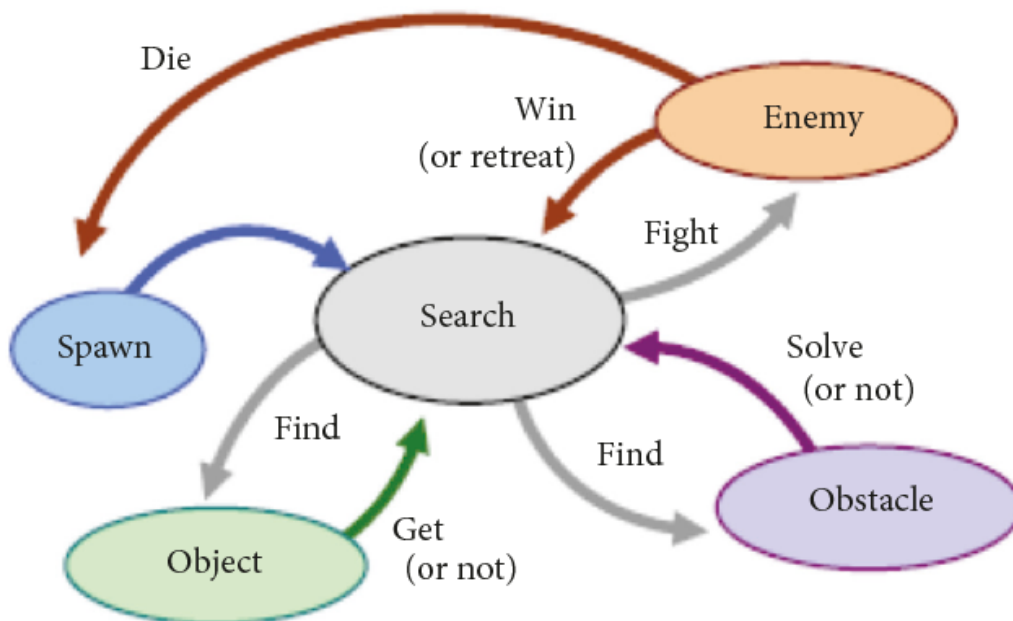 Die
Win
(or retreat)
Enemy
Fight
Search
Spawn
Solve
(or not)
Find
Find
Obstacle
Get
(or not)
Object